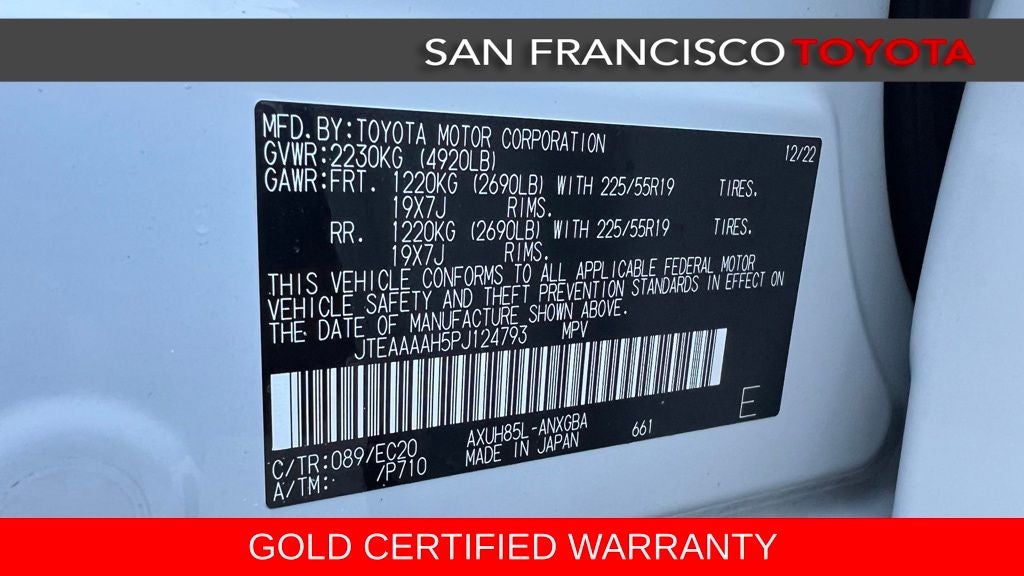 SAN FRANCISCO TOYOTA
MFD.BY:TOYOTA MOTOR CORPORATION 12/22
GVWR:2230KG (4920LB)
GAWR:FRT. 1220KG (2690LB) WITH 225/55R19 TIRES.
19X7J RIMS.
RR. 1220KG (2690LB) WITH 225/55R19 TIRES.
19X7J RIMS.
THIS VEHICLE CONFORMS TO ALL APPLICABLE FEDERAL MOTOR
VEHICLE SAFETY AND THEFT PREVENTION STANDARDS IN EFFECT ON
THE DATE OF MANUFACTURE SHOWN ABOVE.
JTEAAAAH5PJ124793 MPV
E
C/TR:089/EC20 AXUH85L-ANXGBA 661
A/TM: /P710 MADE IN JAPAN
GOLD CERTIFIED WARRANTY